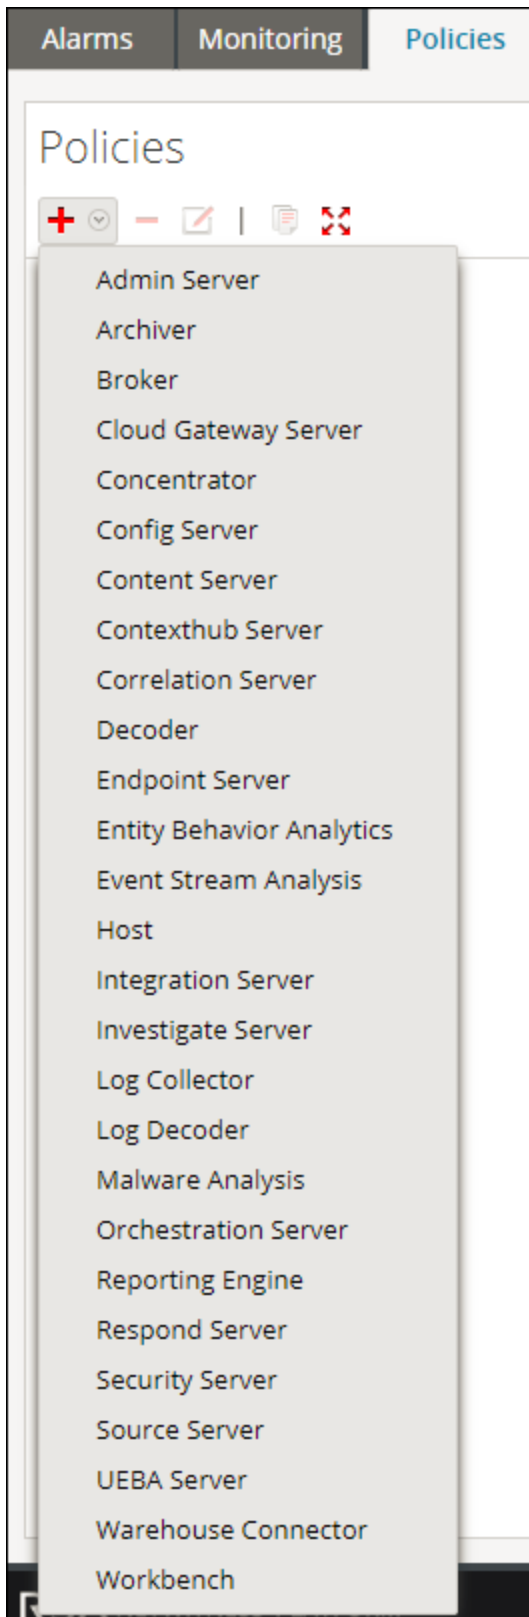 Alarms Monitoring Policies
Policies
Admin Server
Archiver
Broker
Cloud Gateway Server
Concentrator
Config Server
Content Server
Contexthub Server
Correlation Server
Decoder
Endpoint Server
Entity Behavior Analytics
Event Stream Analysis
Host
Integration Server
Investigate Server
Log Collector
Log Decoder
Malware Analysis
Orchestration Server
Reporting Engine
Respond Server
Security Server
Source Server
UEBA Server
Warehouse Connector
Workbench